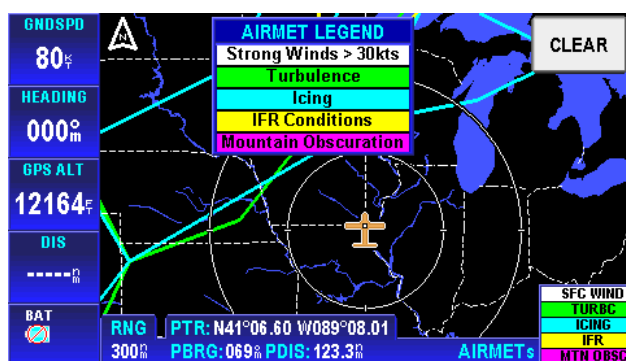 GNDSPD
80KT
HEADING
000°m
GPS ALT
12164FT
DIS
-----nm
BAT
N
AIRMET LEGEND
Strong Winds > 30kts
Turbulence
Icing
IFR Conditions
Mountain Obscuration
CLEAR
SFC WIND
TURBC
ICING
IFR
MTN OBSC
RNG
300nm
PTR: N41°06.60 W089°08.01
PBRG: 069°m PDIS: 123.3nm
AIRMETs